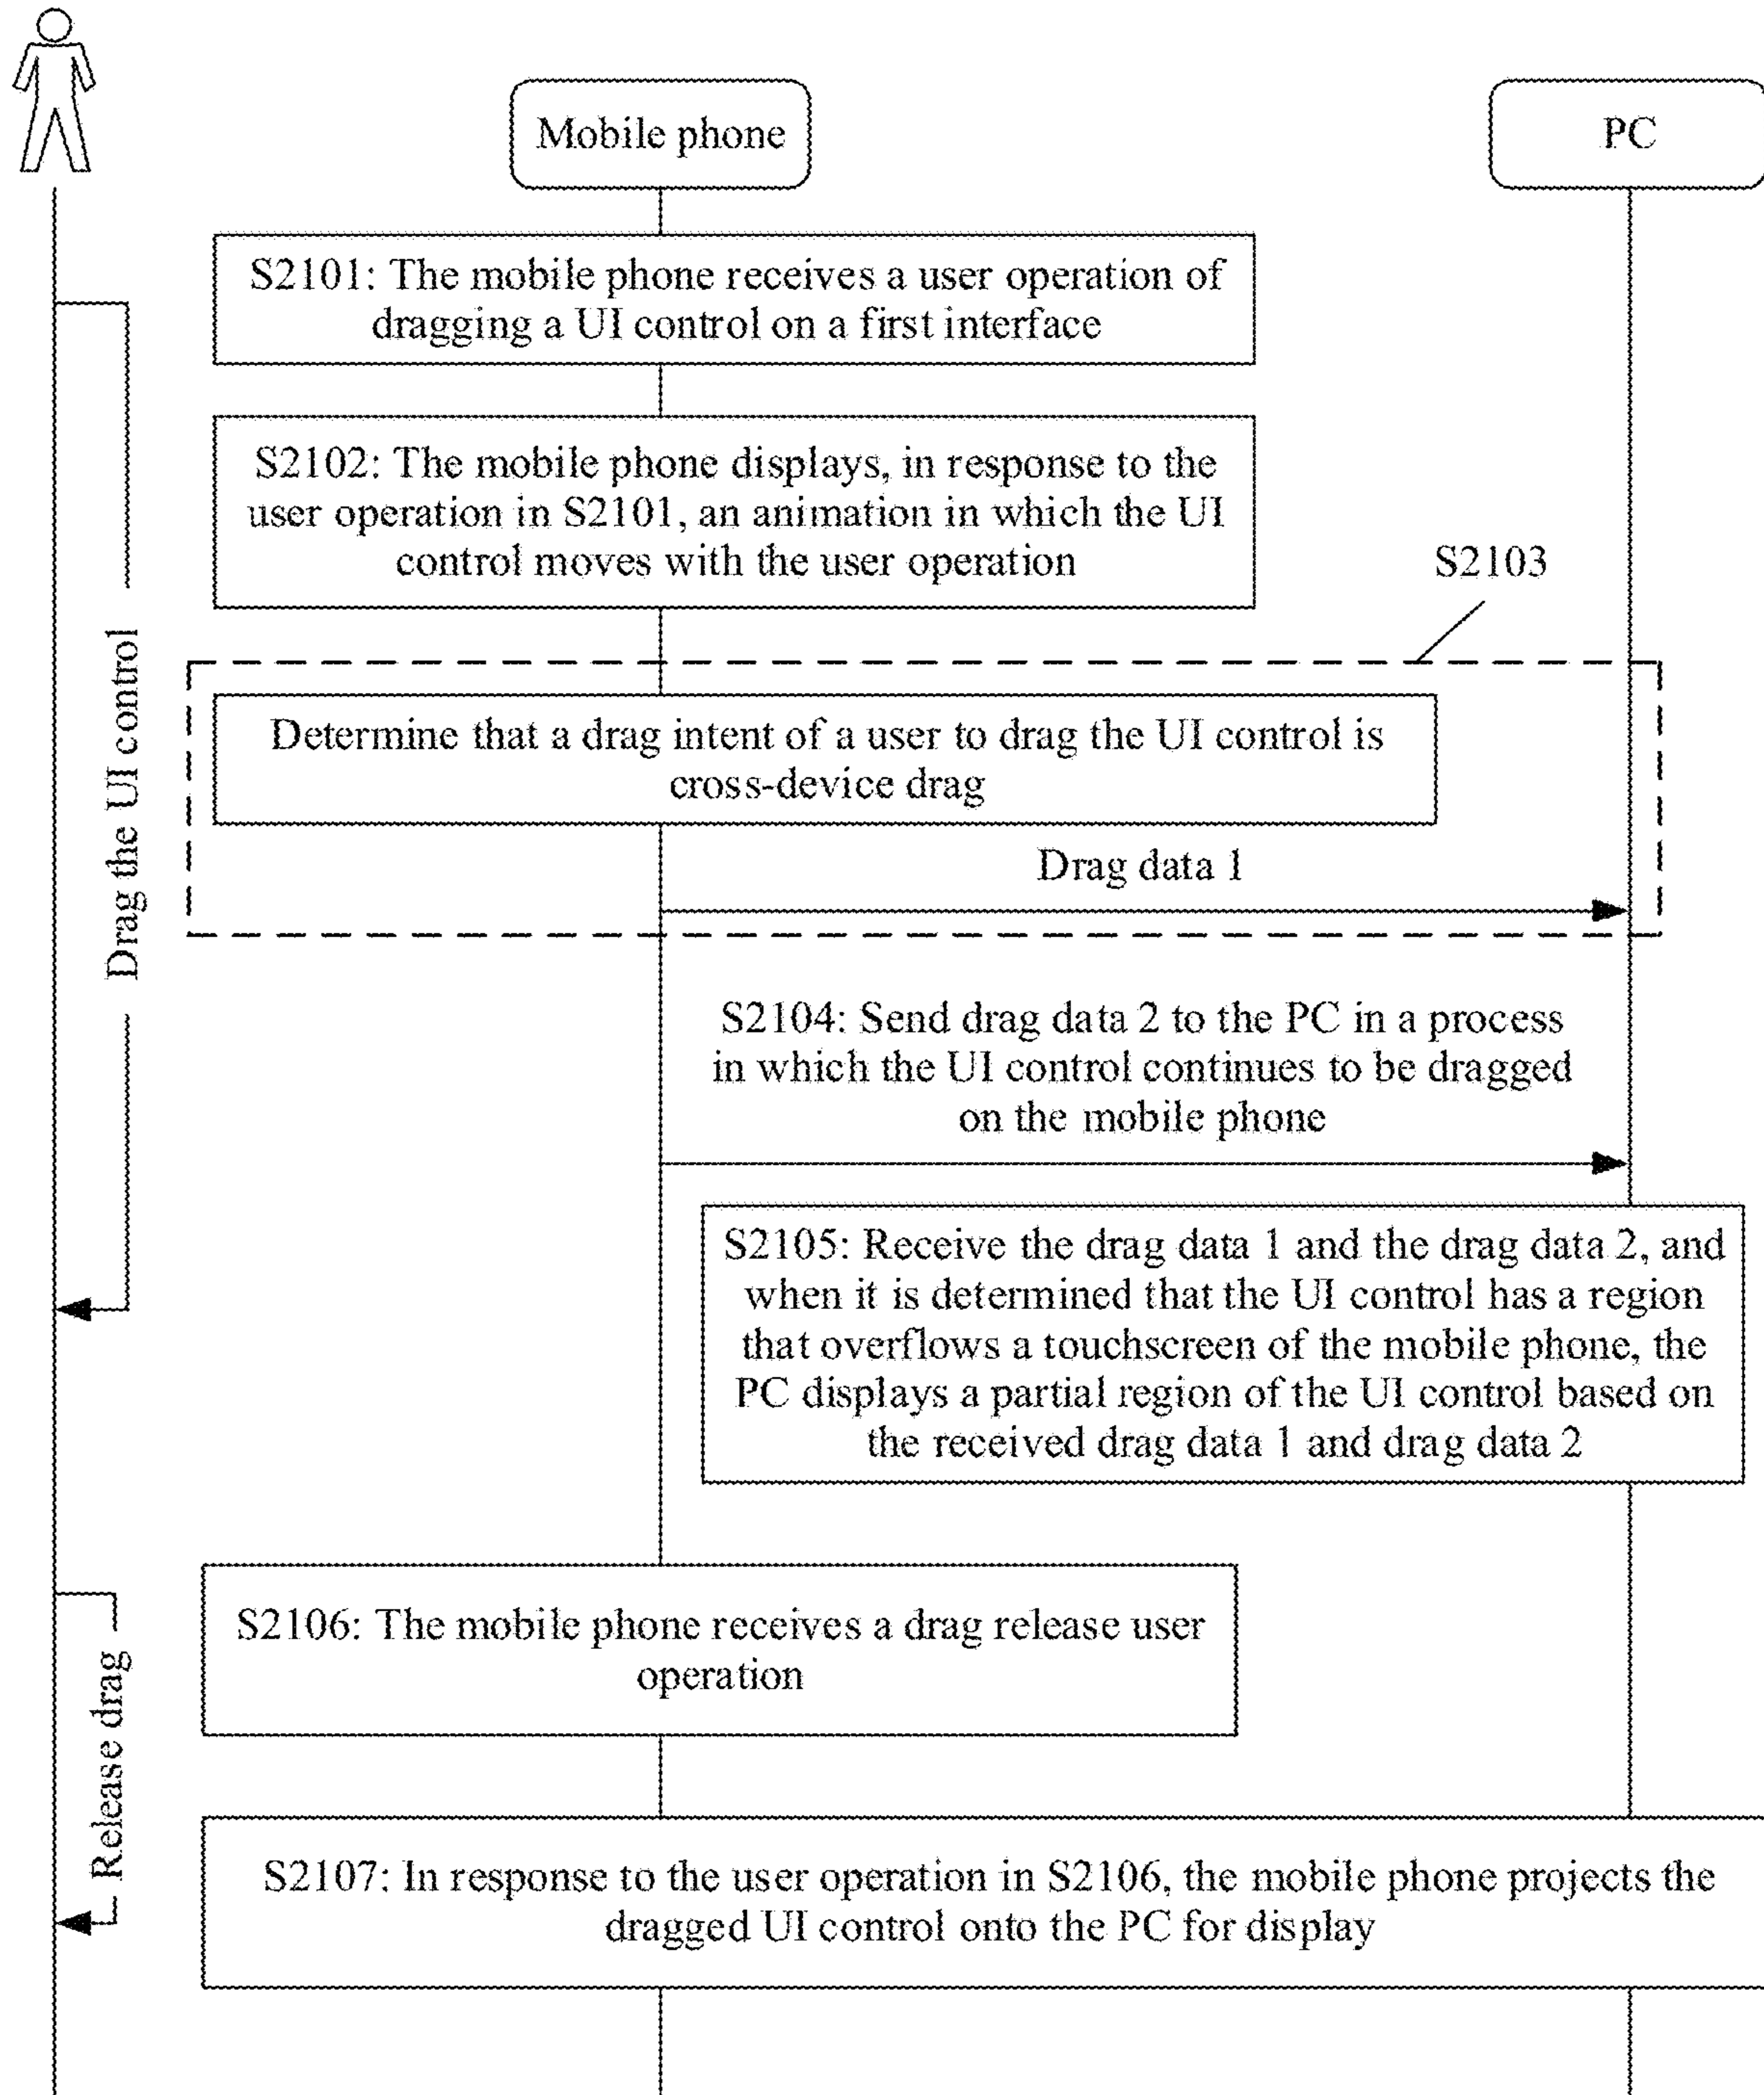 Mobile phone
PC
S2101: The mobile phone receives a user operation of
dragging a UI control on a first interface
S2102: The mobile phone displays, in response to the
user operation in S2101, an animation in which the UI
control moves with the user operation
S2103
Drag the UI control
Determine that a drag intent of a user to drag the UI control is
cross-device drag
Drag data 1
S2104: Send drag data 2 to the PC in a process
in which the UI control continues to be dragged
on the mobile phone
S2105: Receive the drag data 1 and the drag data 2, and
when it is determined that the UI control has a region
that overflows a touchscreen of the mobile phone, the
PC displays a partial region of the UI control based on
the received drag data 1 and drag data 2
S2106: The mobile phone receives a drag release user
operation
Release drag
S2107: In response to the user operation in S2106, the mobile phone projects the
dragged UI control onto the PC for display